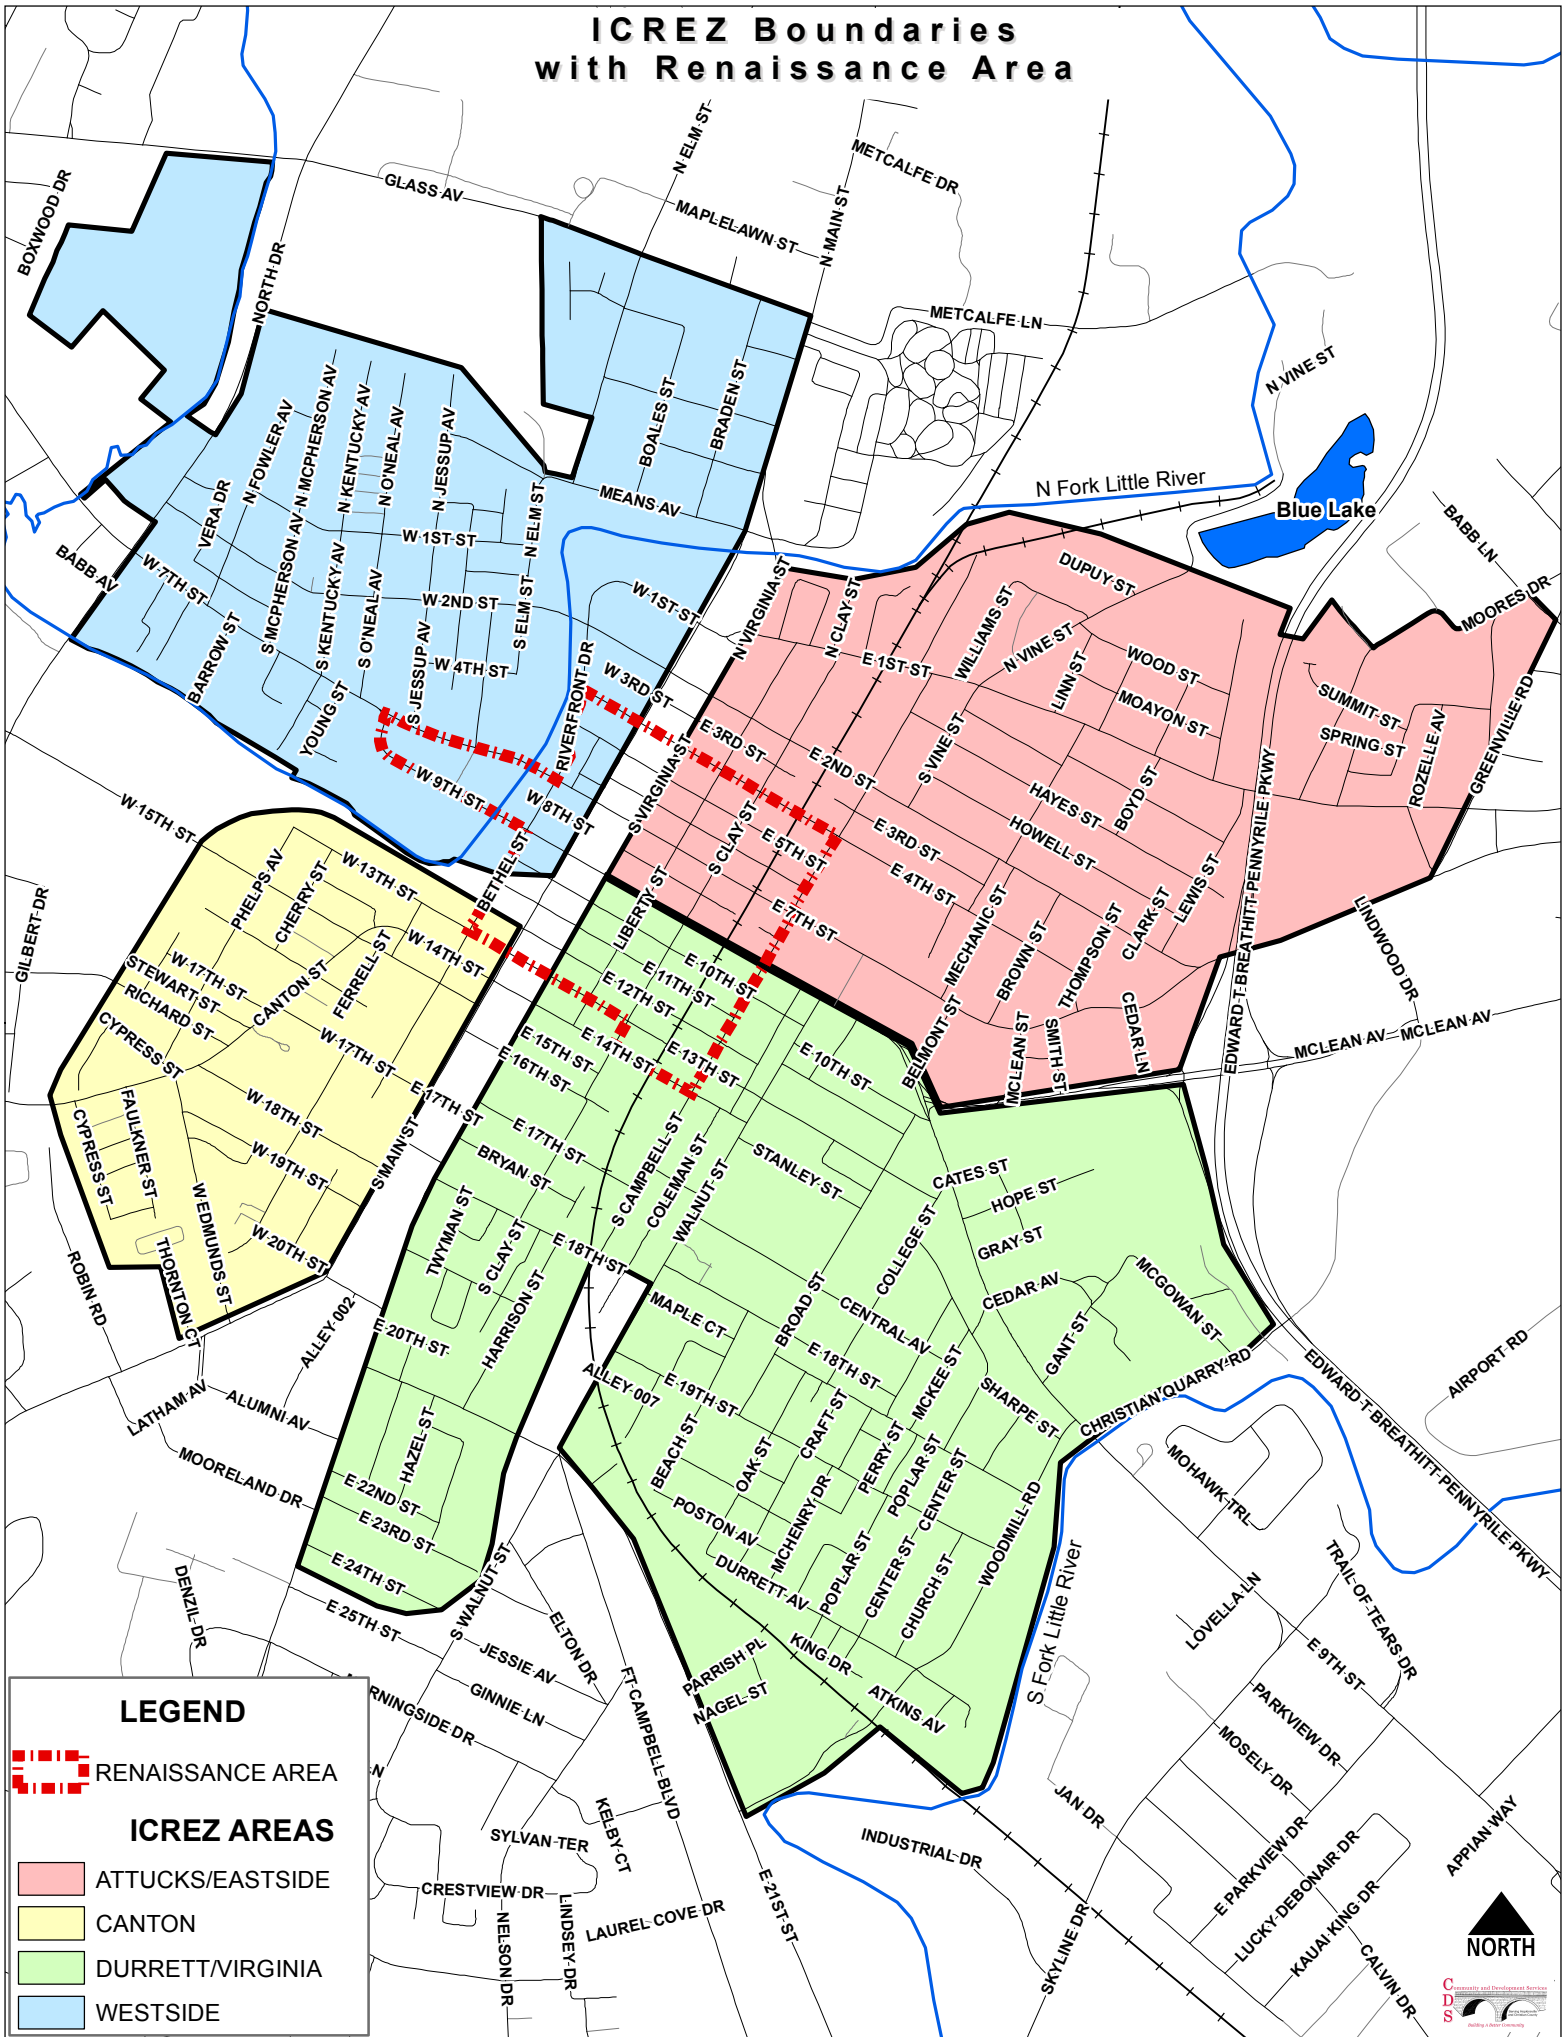 ICREZ Boundaries
with Renaissance Area
N ELM ST
METCALFE DR
BOXWOOD DR
GLASS AV
MAPLELAWN ST
N MAIN ST
NORTH DR
METCALFE LN
N VINE ST
BOALES ST
BRADEN ST
N FOWLER AV
N MCPHERSON AV
N KENTUCKY AV
N O'NEAL AV
N JESSUP AV
VERA DR
MEANS AV
N ELM ST
N Fork Little River
Blue Lake
BABB LN
W 1ST ST
BABB AV
W 7TH ST
S MCPHERSON AV
S KENTUCKY AV
S O'NEAL AV
W 2ND ST
S ELM ST
W 1ST ST
N VIRGINIA ST
N CLAY ST
DUPUY ST
MOORES DR
BARROW ST
S JESSUP AV
W 4TH ST
RIVERFRONT DR
W 3RD ST
E 1ST ST
WILLIAMS ST
N VINE ST
LINN ST
WOOD ST
MOAYON ST
SUMMIT ST
SPRING ST
ROZELLE AV
GREENVILLE RD
YOUNG ST
W 9TH ST
W 8TH ST
S VIRGINIA ST
E 3RD ST
E 2ND ST
S VINE ST
HAYES ST
BOYD ST
HOWELL ST
EDWARD T BREATHITT PENNYRILE PKWY
W 15TH ST
BETHEL ST
S CLAY ST
E 5TH ST
E 3RD ST
E 4TH ST
W 13TH ST
PHELPS AV
CHERRY ST
LIBERTY ST
E 7TH ST
MECHANIC ST
BROWN ST
THOMPSON ST
CLARK ST
LEWIS ST
LINDWOOD DR
GILBERT DR
W 14TH ST
FERRELL ST
CANTON ST
W 17TH ST
STEWART ST
RICHARD ST
CYPRESS ST
E 10TH ST
E 11TH ST
E 12TH ST
E 13TH ST
E 14TH ST
E 15TH ST
E 16TH ST
E 10TH ST
BELMONT ST
MCLEAN ST
SMITH ST
CEDAR LN
MCLEAN AV
MCLEAN AV
W 17TH ST
E 17TH ST
W 18TH ST
W 19TH ST
S MAIN ST
FAULKNER ST
CYPRESS ST
W EDMUNDS ST
W 20TH ST
THORNTON CT
ROBIN RD
E 17TH ST
BRYAN ST
S CAMPBELL ST
COLEMAN ST
WALNUT ST
STANLEY ST
CATES ST
HOPE ST
GRAY ST
COLLEGE ST
TWYMAN ST
S CLAY ST
E 18TH ST
HARRISON ST
MAPLE CT
BROAD ST
CENTRAL AV
CEDAR AV
MCGOWAN ST
GANT ST
ALLEY 002
E 20TH ST
LATHAM AV
ALUMNI AV
ALLEY 007
E 19TH ST
E 18TH ST
MCKEE ST
SHARPE ST
CHRISTIAN QUARRY RD
EDWARD T BREATHITT PENNYRILE PKWY
AIRPORT RD
MOORELAND DR
HAZEL ST
E 22ND ST
E 23RD ST
E 24TH ST
BEACH ST
OAK ST
CRAFT ST
PERRY ST
POPLAR ST
CENTER ST
MOHAWK TRL
POSTON AV
MCHENRY DR
DURRETT AV
POPLAR ST
CENTER ST
CHURCH ST
WOODMILL RD
S Fork Little River
TRAIL OF TEARS DR
LOVELLA LN
E 9TH ST
DENZIL DR
E 25TH ST
S WALNUT ST
JESSIE AV
GINNIE LN
ELTON DR
FT CAMPBELL BLVD
PARRISH PL
NAGEL ST
KING DR
ATKINS AV
PARKVIEW DR
MOSELY DR
RNINGSIDE DR
N
KELBY CT
SYLVAN TER
CRESTVIEW DR
NELSON DR
LINDSEY DR
LAUREL COVE DR
E 21ST ST
INDUSTRIAL DR
JAN DR
SKYLINE DR
E PARKVIEW DR
LUCKY DEBONAIR DR
KAUAI KING DR
CALVIN DR
APPIAN WAY
LEGEND
RENAISSANCE AREA
ICREZ AREAS
ATTUCKS/EASTSIDE
CANTON
DURRETT/VIRGINIA
WESTSIDE
NORTH
Community and Development Services
CDS
Building A Better Community